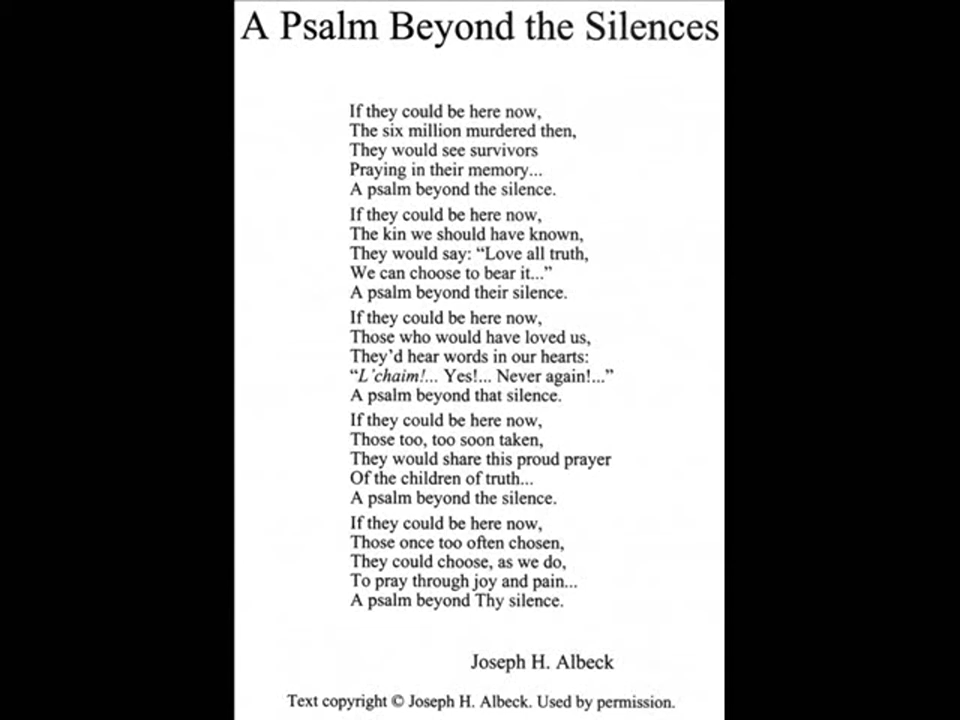 A Psalm Beyond the Silences
If they could be here now,
The six million murdered then,
They would see survivors
Praying in their memory...
A psalm beyond the silence.
If they could be here now,
The kin we should have known,
They would say: “Love all truth,
We can choose to bear it...”
A psalm beyond their silence.
If they could be here now,
Those who would have loved us,
They’d hear words in our hearts:
“L’chaim!... Yes!... Never again!...”
A psalm beyond that silence.
If they could be here now,
Those too, too soon taken,
They would share this proud prayer
Of the children of truth...
A psalm beyond the silence.
If they could be here now,
Those once too often chosen,
They could choose, as we do,
To pray through joy and pain...
A psalm beyond Thy silence.
Joseph H. Albeck
Text copyright © Joseph H. Albeck. Used by permission.